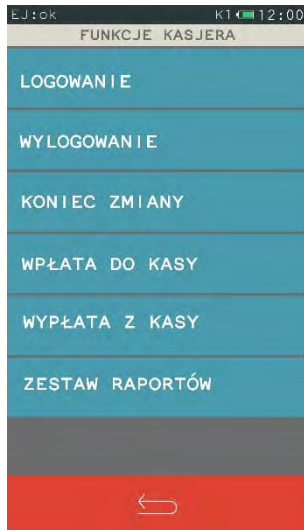 EJ:ok K1 12:00
FUNKCJE KASJERA
LOGOWANIE
WYLOGOWANIE
KONIEC ZMIANY
WPŁATA DO KASY
WYPŁATA Z KASY
ZESTAW RAPORTÓW